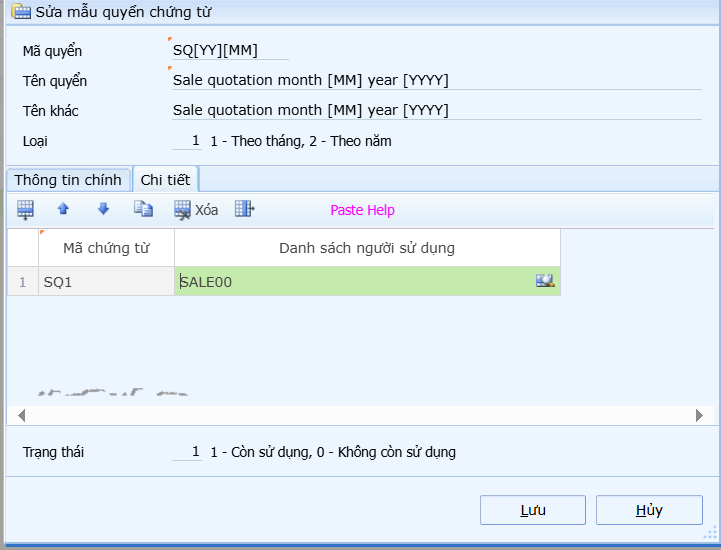 Sửa mẫu quyển chứng từ
Mã quyển SQ[YY][MM]
Tên quyển Sale quotation month [MM] year [YYYY]
Tên khác Sale quotation month [MM] year [YYYY]
Loại 1 1 - Theo tháng, 2 - Theo năm
Thông tin chính Chi tiết
Xóa Paste Help
Mã chứng từ Danh sách người sử dụng
1 SQ1 SALE00
Trạng thái 1 1 - Còn sử dụng, 0 - Không còn sử dụng
Lưu Hủy